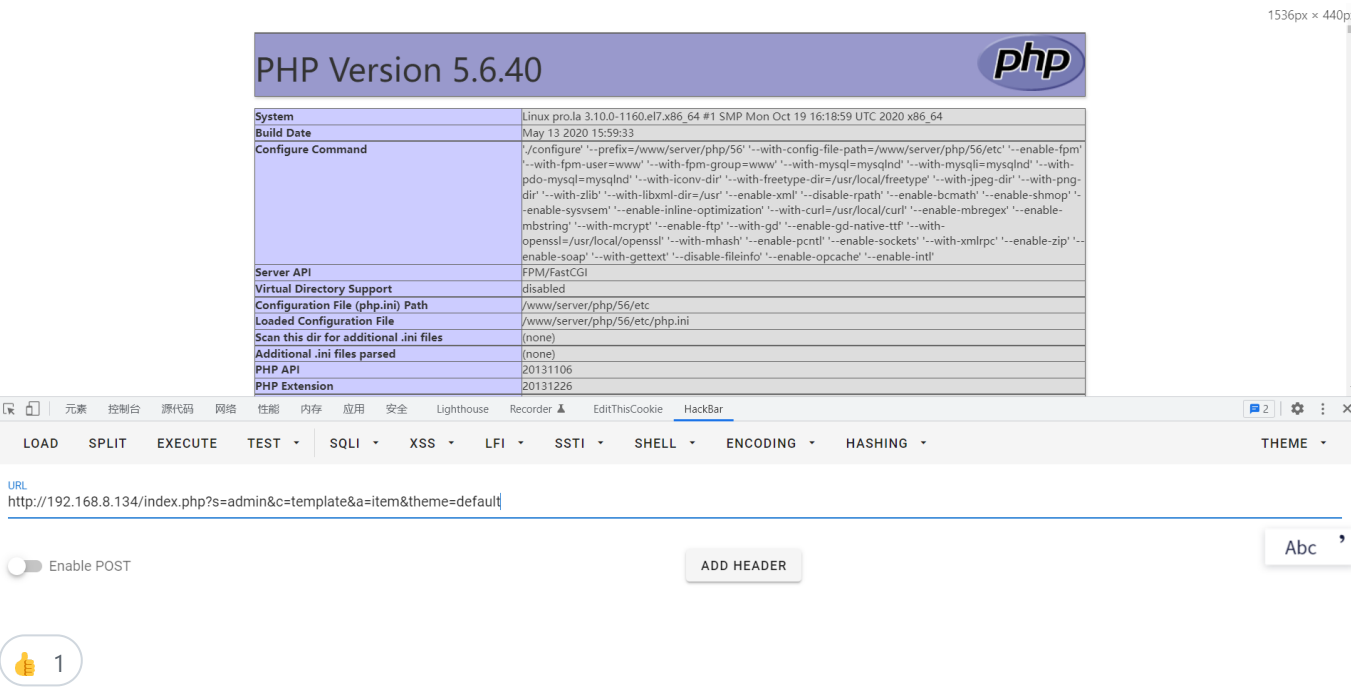 1536px × 440p
PHP Version 5.6.40
php
System Linux pro.la 3.10.0-1160.el7.x86_64 #1 SMP Mon Oct 19 16:18:59 UTC 2020 x86_64
Build Date May 13 2020 15:59:33
Configure Command './configure' '--prefix=/www/server/php/56' '--with-config-file-path=/www/server/php/56/etc' '--enable-fpm'
'--with-fpm-user=www' '--with-fpm-group=www' '--with-mysql=mysqlnd' '--with-mysqli=mysqlnd' '--with-
pdo-mysql=mysqlnd' '--with-iconv-dir' '--with-freetype-dir=/usr/local/freetype' '--with-jpeg-dir' '--with-png-
dir' '--with-zlib' '--with-libxml-dir=/usr' '--enable-xml' '--disable-rpath' '--enable-bcmath' '--enable-shmop' '-
-enable-sysvsem' '--enable-inline-optimization' '--with-curl=/usr/local/curl' '--enable-mbregex' '--enable-
mbstring' '--with-mcrypt' '--enable-ftp' '--with-gd' '--enable-gd-native-ttf' '--with-
openssl=/usr/local/openssl' '--with-mhash' '--enable-pcntl' '--enable-sockets' '--with-xmlrpc' '--enable-zip' '--
enable-soap' '--with-gettext' '--disable-fileinfo' '--enable-opcache' '--enable-intl'
Server API FPM/FastCGI
Virtual Directory Support disabled
Configuration File (php.ini) Path /www/server/php/56/etc
Loaded Configuration File /www/server/php/56/etc/php.ini
Scan this dir for additional .ini files (none)
Additional .ini files parsed (none)
PHP API 20131106
PHP Extension 20131226
元素 控制台 源代码 网络 性能 内存 应用 安全 Lighthouse Recorder EditThisCookie HackBar 2
LOAD SPLIT EXECUTE TEST SQLI XSS LFI SSTI SHELL ENCODING HASHING THEME
URL
http://192.168.8.134/index.php?s=admin&c=template&a=item&theme=default
Abc ’
Enable POST ADD HEADER
👍 1